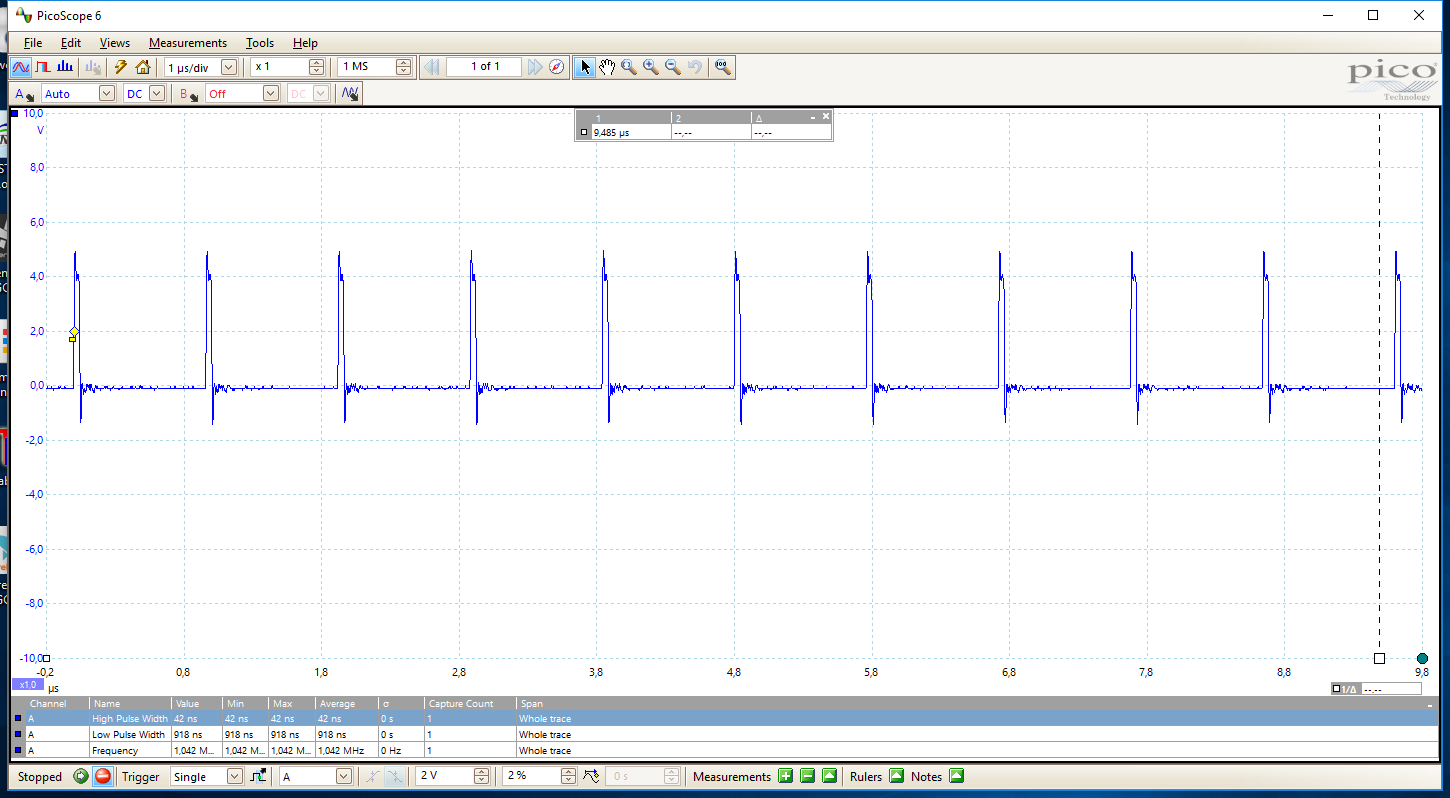 PicoScope 6
File Edit Views Measurements Tools Help
1 µs/div x 1 1 MS 1 of 1
pico
Technology
A Auto DC B Off DC
10,0
V
8,0
6,0
4,0
2,0
0,0
-2,0
-4,0
-6,0
-8,0
-10,0
1 2 Δ
9,485 µs --,-- --,--
-0,2 0,8 1,8 2,8 3,8 4,8 5,8 6,8 7,8 8,8 9,8
x1,0 µs
1/Δ --,--
Channel Name Value Min Max Average σ Capture Count Span
A High Pulse Width 42 ns 42 ns 42 ns 42 ns 0 s 1 Whole trace
A Low Pulse Width 918 ns 918 ns 918 ns 918 ns 0 s 1 Whole trace
A Frequency 1,042 M... 1,042 M... 1,042 M... 1,042 MHz 0 Hz 1 Whole trace
Stopped Trigger Single A 2 V 2 % 0 s Measurements Rulers Notes